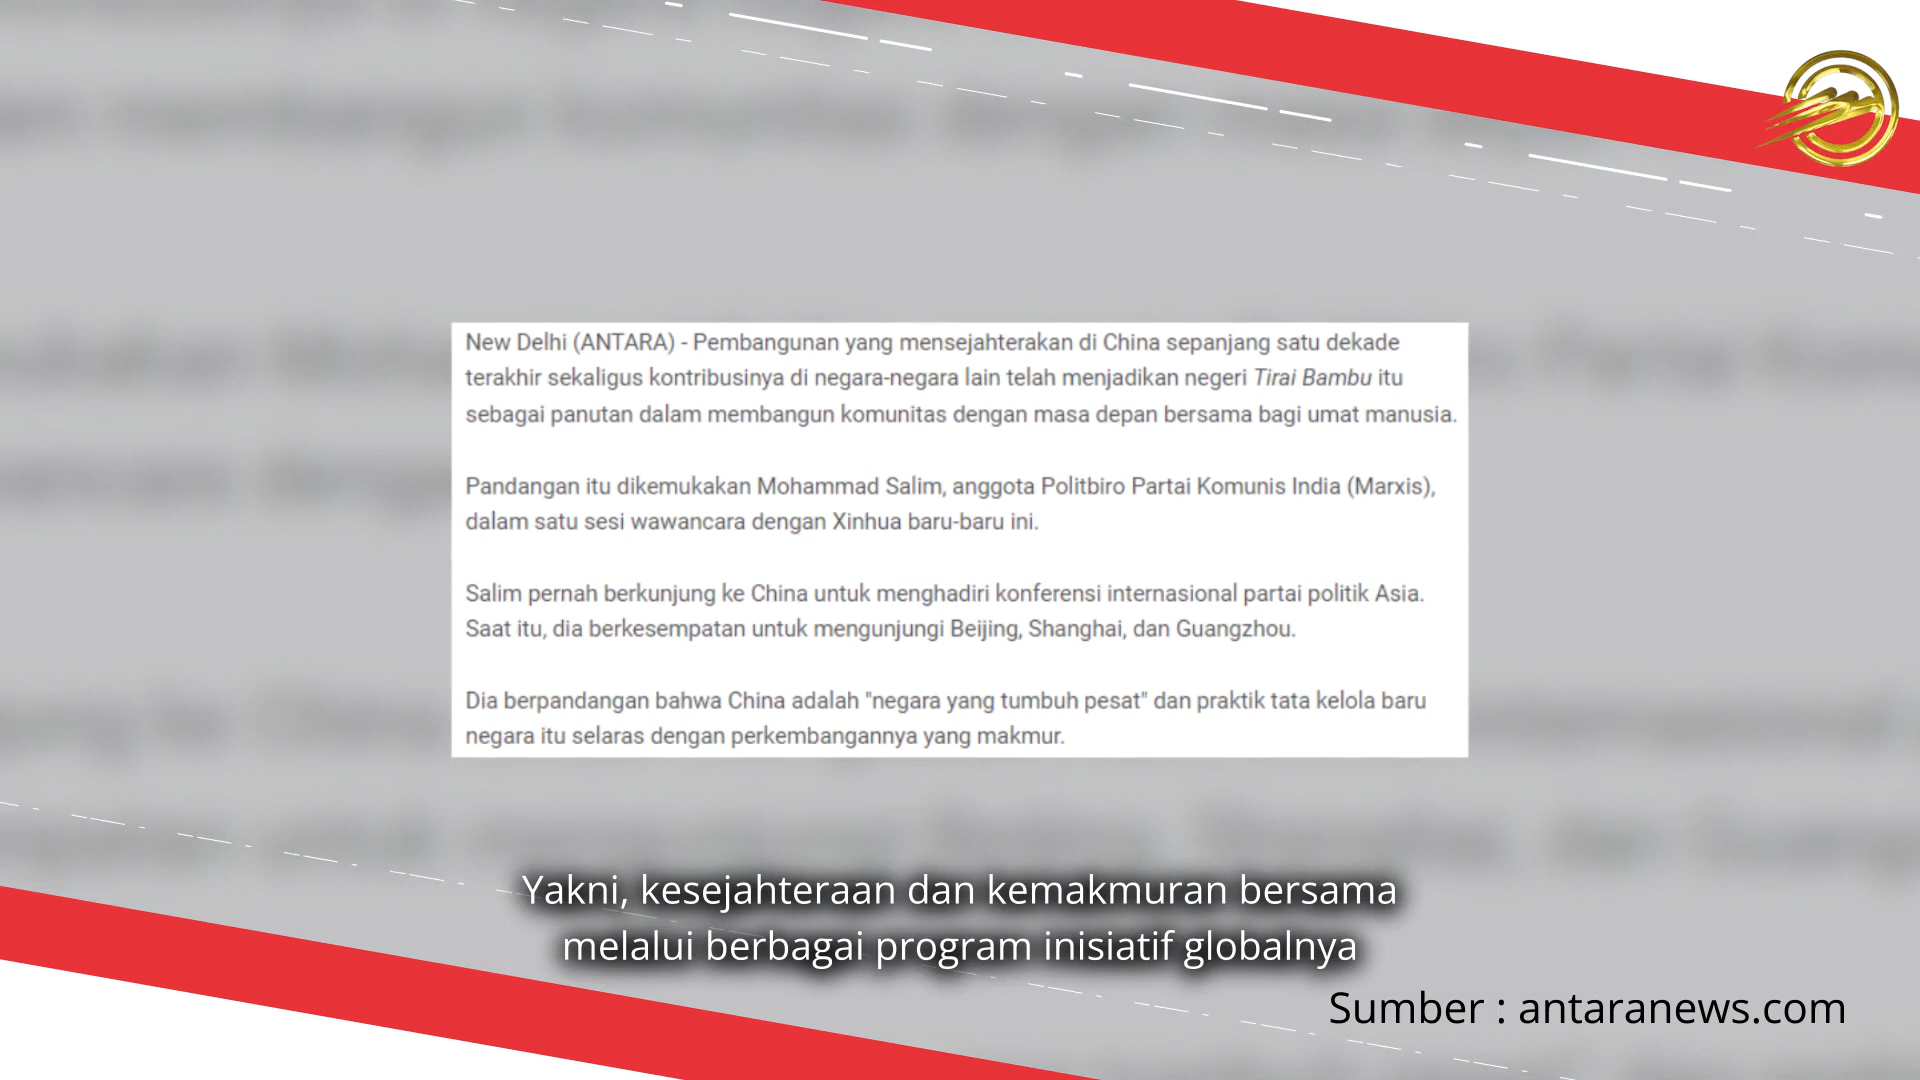 New Delhi (ANTARA) - Pembangunan yang mensejahterakan di China sepanjang satu dekade
terakhir sekaligus kontribusinya di negara-negara lain telah menjadikan negeri Tirai Bambu itu
sebagai panutan dalam membangun komunitas dengan masa depan bersama bagi umat manusia.
Pandangan itu dikemukakan Mohammad Salim, anggota Politbiro Partai Komunis India (Marxis),
dalam satu sesi wawancara dengan Xinhua baru-baru ini.
Salim pernah berkunjung ke China untuk menghadiri konferensi internasional partai politik Asia.
Saat itu, dia berkesempatan untuk mengunjungi Beijing, Shanghai, dan Guangzhou.
Dia berpandangan bahwa China adalah "negara yang tumbuh pesat" dan praktik tata kelola baru
negara itu selaras dengan perkembangannya yang makmur.
Yakni, kesejahteraan dan kemakmuran bersama
melalui berbagai program inisiatif globalnya
Sumber : antaranews.com